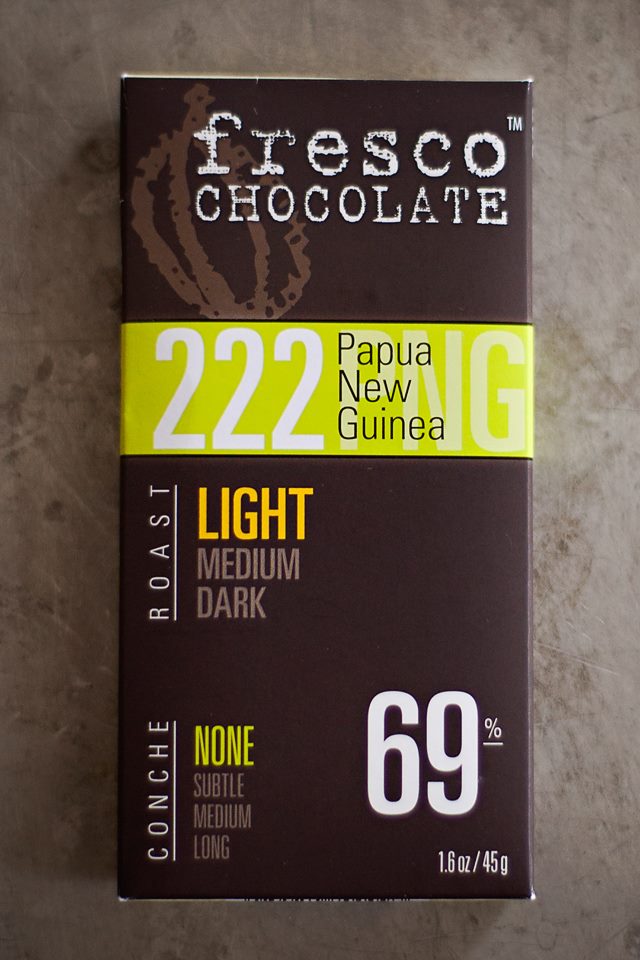 fresco™
CHOCOLATE
222 PNG
Papua
New
Guinea
ROAST
LIGHT
MEDIUM
DARK
CONCHE
NONE
SUBTLE
MEDIUM
LONG
69%
1.6 oz / 45 g